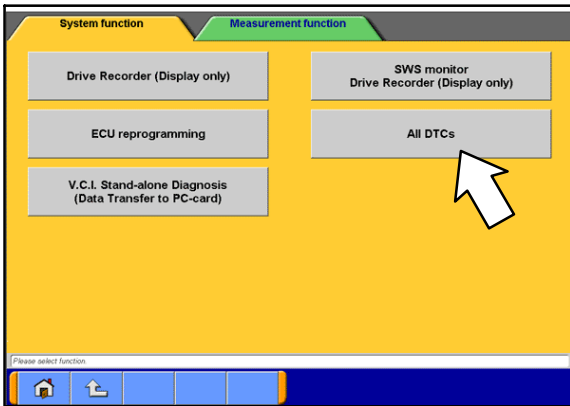 System function
Measurement function
Drive Recorder (Display only)
SWS monitor
Drive Recorder (Display only)
ECU reprogramming
All DTCs
V.C.I. Stand-alone Diagnosis
(Data Transfer to PC-card)
Please select function.